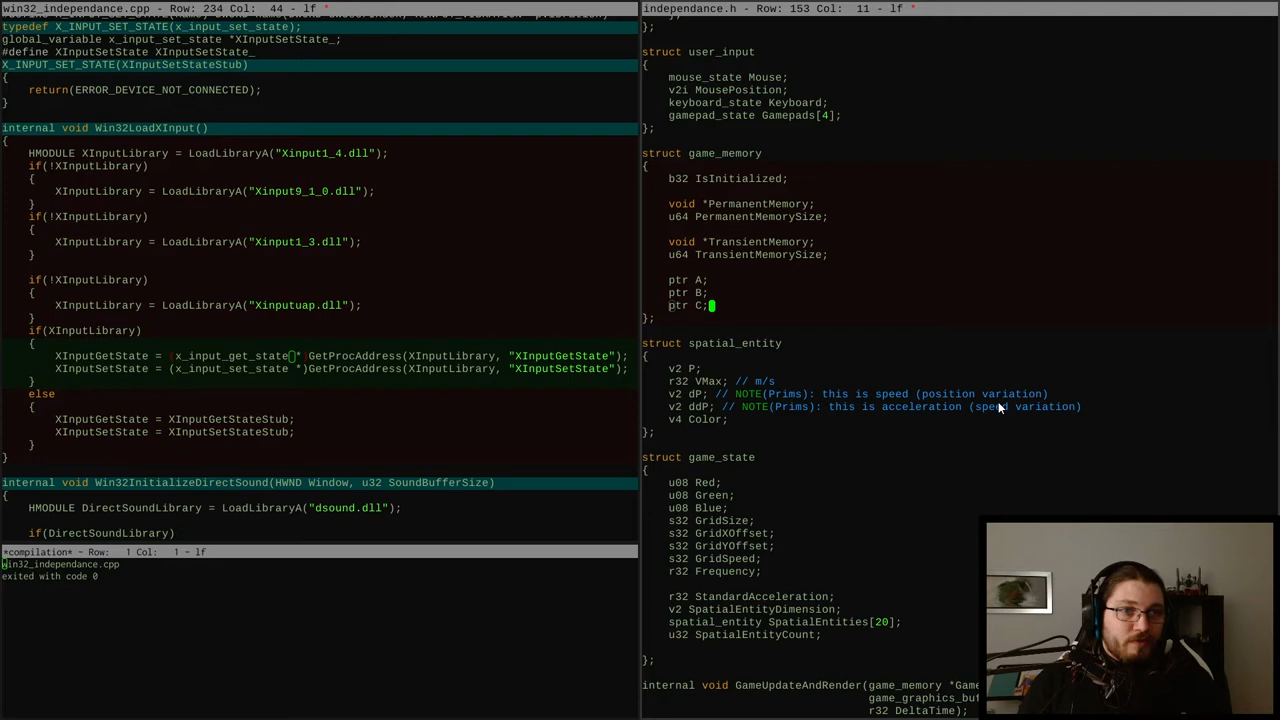 win32_independance.cpp - Row: 234 Col: 44 - lf *
typedef X_INPUT_SET_STATE(x_input_set_state);
global_variable x_input_set_state *XInputSetState_;
#define XInputSetState XInputSetState_
X_INPUT_SET_STATE(XInputSetStateStub)
{
return(ERROR_DEVICE_NOT_CONNECTED);
}
internal void Win32LoadXInput()
{
HMODULE XInputLibrary = LoadLibraryA("Xinput1_4.dll");
if(!XInputLibrary)
{
XInputLibrary = LoadLibraryA("Xinput9_1_0.dll");
}
if(!XInputLibrary)
{
XInputLibrary = LoadLibraryA("Xinput1_3.dll");
}
if(!XInputLibrary)
{
XInputLibrary = LoadLibraryA("Xinputuap.dll");
}
if(XInputLibrary)
{
XInputGetState = (x_input_get_state *)GetProcAddress(XInputLibrary, "XInputGetState");
XInputSetState = (x_input_set_state *)GetProcAddress(XInputLibrary, "XInputSetState");
}
else
{
XInputGetState = XInputGetStateStub;
XInputSetState = XInputSetStateStub;
}
}
internal void Win32InitializeDirectSound(HWND Window, u32 SoundBufferSize)
{
HMODULE DirectSoundLibrary = LoadLibraryA("dsound.dll");
if(DirectSoundLibrary)
*compilation* - Row: 1 Col: 1 - lf
win32_independance.cpp
exited with code 0
independance.h - Row: 153 Col: 11 - lf *
};
struct user_input
{
mouse_state Mouse;
v2i MousePosition;
keyboard_state Keyboard;
gamepad_state Gamepads[4];
};
struct game_memory
{
b32 IsInitialized;
void *PermanentMemory;
u64 PermanentMemorySize;
void *TransientMemory;
u64 TransientMemorySize;
ptr A;
ptr B;
ptr C;
};
struct spatial_entity
{
v2 P;
r32 VMax; // m/s
v2 dP; // NOTE(Prims): this is speed (position variation)
v2 ddP; // NOTE(Prims): this is acceleration (speed variation)
v4 Color;
};
struct game_state
{
u08 Red;
u08 Green;
u08 Blue;
s32 GridSize;
s32 GridXOffset;
s32 GridYOffset;
s32 GridSpeed;
r32 Frequency;
r32 StandardAcceleration;
v2 SpatialEntityDimension;
spatial_entity SpatialEntities[20];
u32 SpatialEntityCount;
};
internal void GameUpdateAndRender(game_memory *Game
game_graphics_buf
r32 DeltaTime);